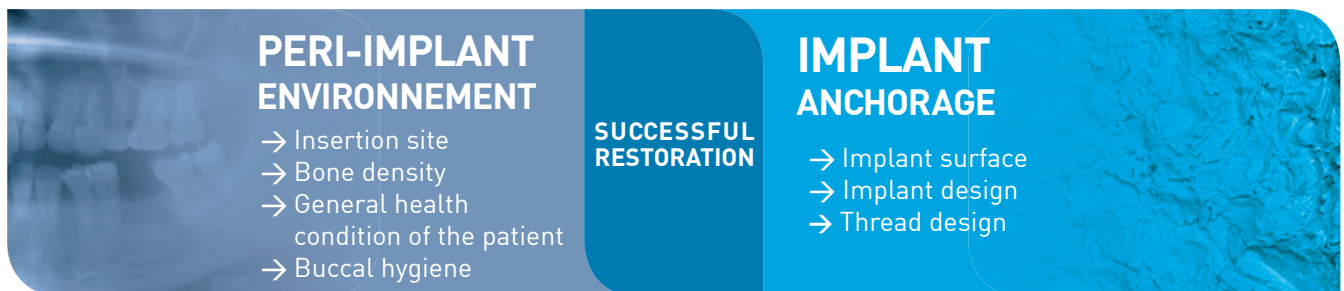 PERI-IMPLANT
ENVIRONNEMENT
→ Insertion site
→ Bone density
→ General health
condition of the patient
→ Buccal hygiene
SUCCESSFUL
RESTORATION
IMPLANT
ANCHORAGE
→ Implant surface
→ Implant design
→ Thread design